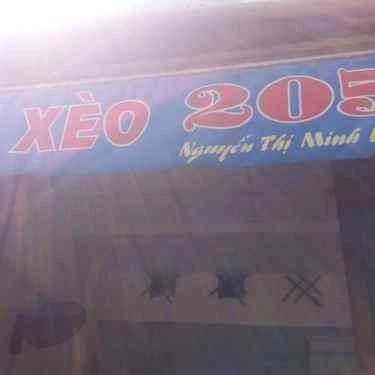 XÈO 205
Nguyễn Thị Minh